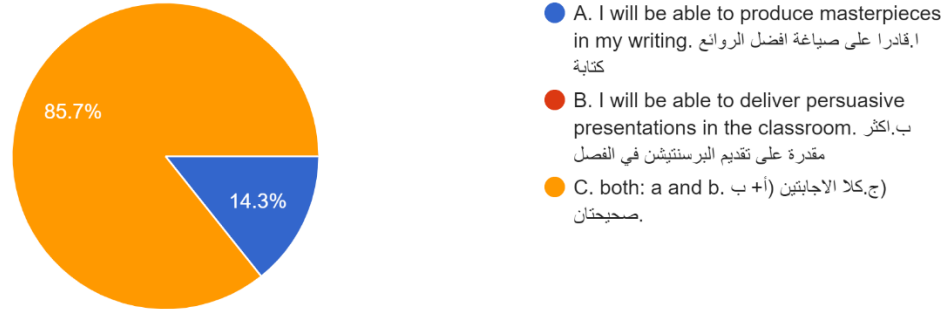 85.7%
14.3%
A. I will be able to produce masterpieces
in my writing. ا.قادرا على صياغة افضل الروائع
كتابة
B. I will be able to deliver persuasive
presentations in the classroom. ب.اكثر
مقدرة على تقديم البرسنتيشن في الفصل
C. both: a and b. ج.كلا الاجابتين (أ+ ب)
صحيحتان.